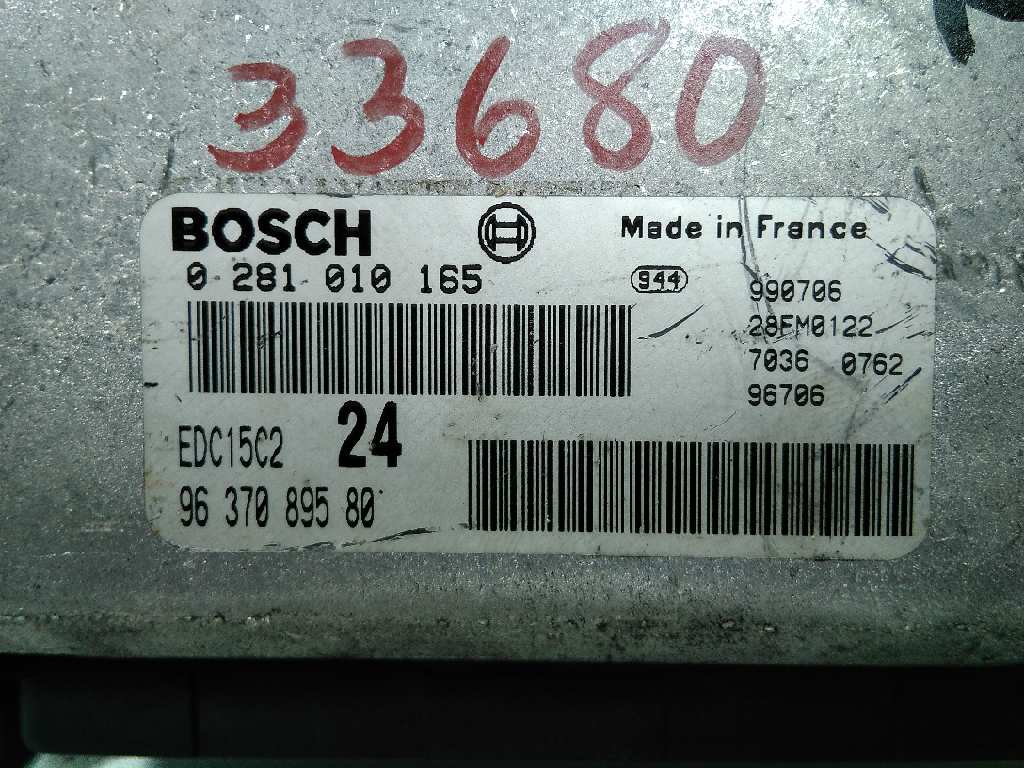 33680
BOSCH
Made in France
0 281 010 165
944
990706
28FM0122
7036 0762
96706
EDC15C2
24
96 370 895 80